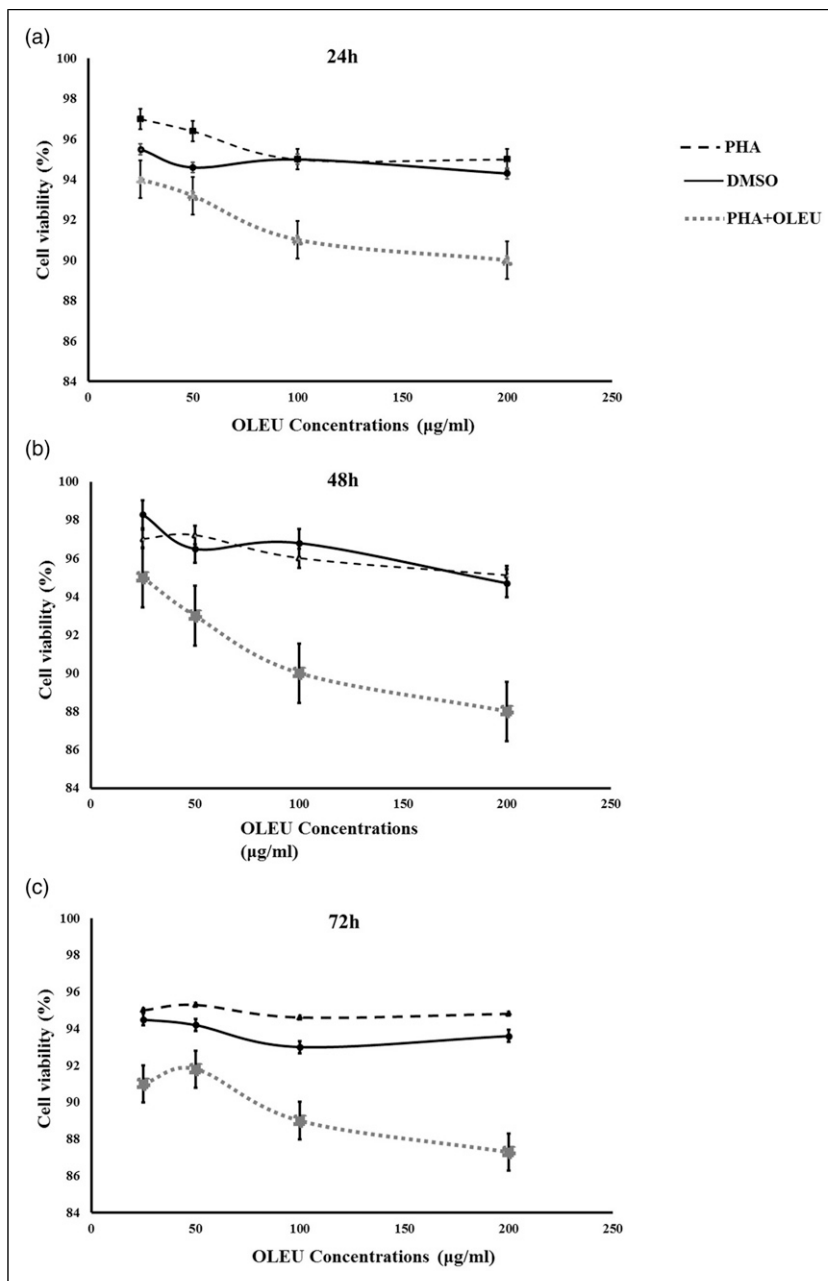 (a)
24h
100
98
96
94
92
90
88
86
84
0
50
100
150
200
250
Cell viability (%)
OLEU Concentrations (µg/ml)
PHA
DMSO
PHA+OLEU
(b)
48h
100
98
96
94
92
90
88
86
84
0
50
100
150
200
250
Cell viability (%)
OLEU Concentrations
(µg/ml)
(c)
72h
100
98
96
94
92
90
88
86
84
0
50
100
150
200
250
Cell viability (%)
OLEU Concentrations (µg/ml)